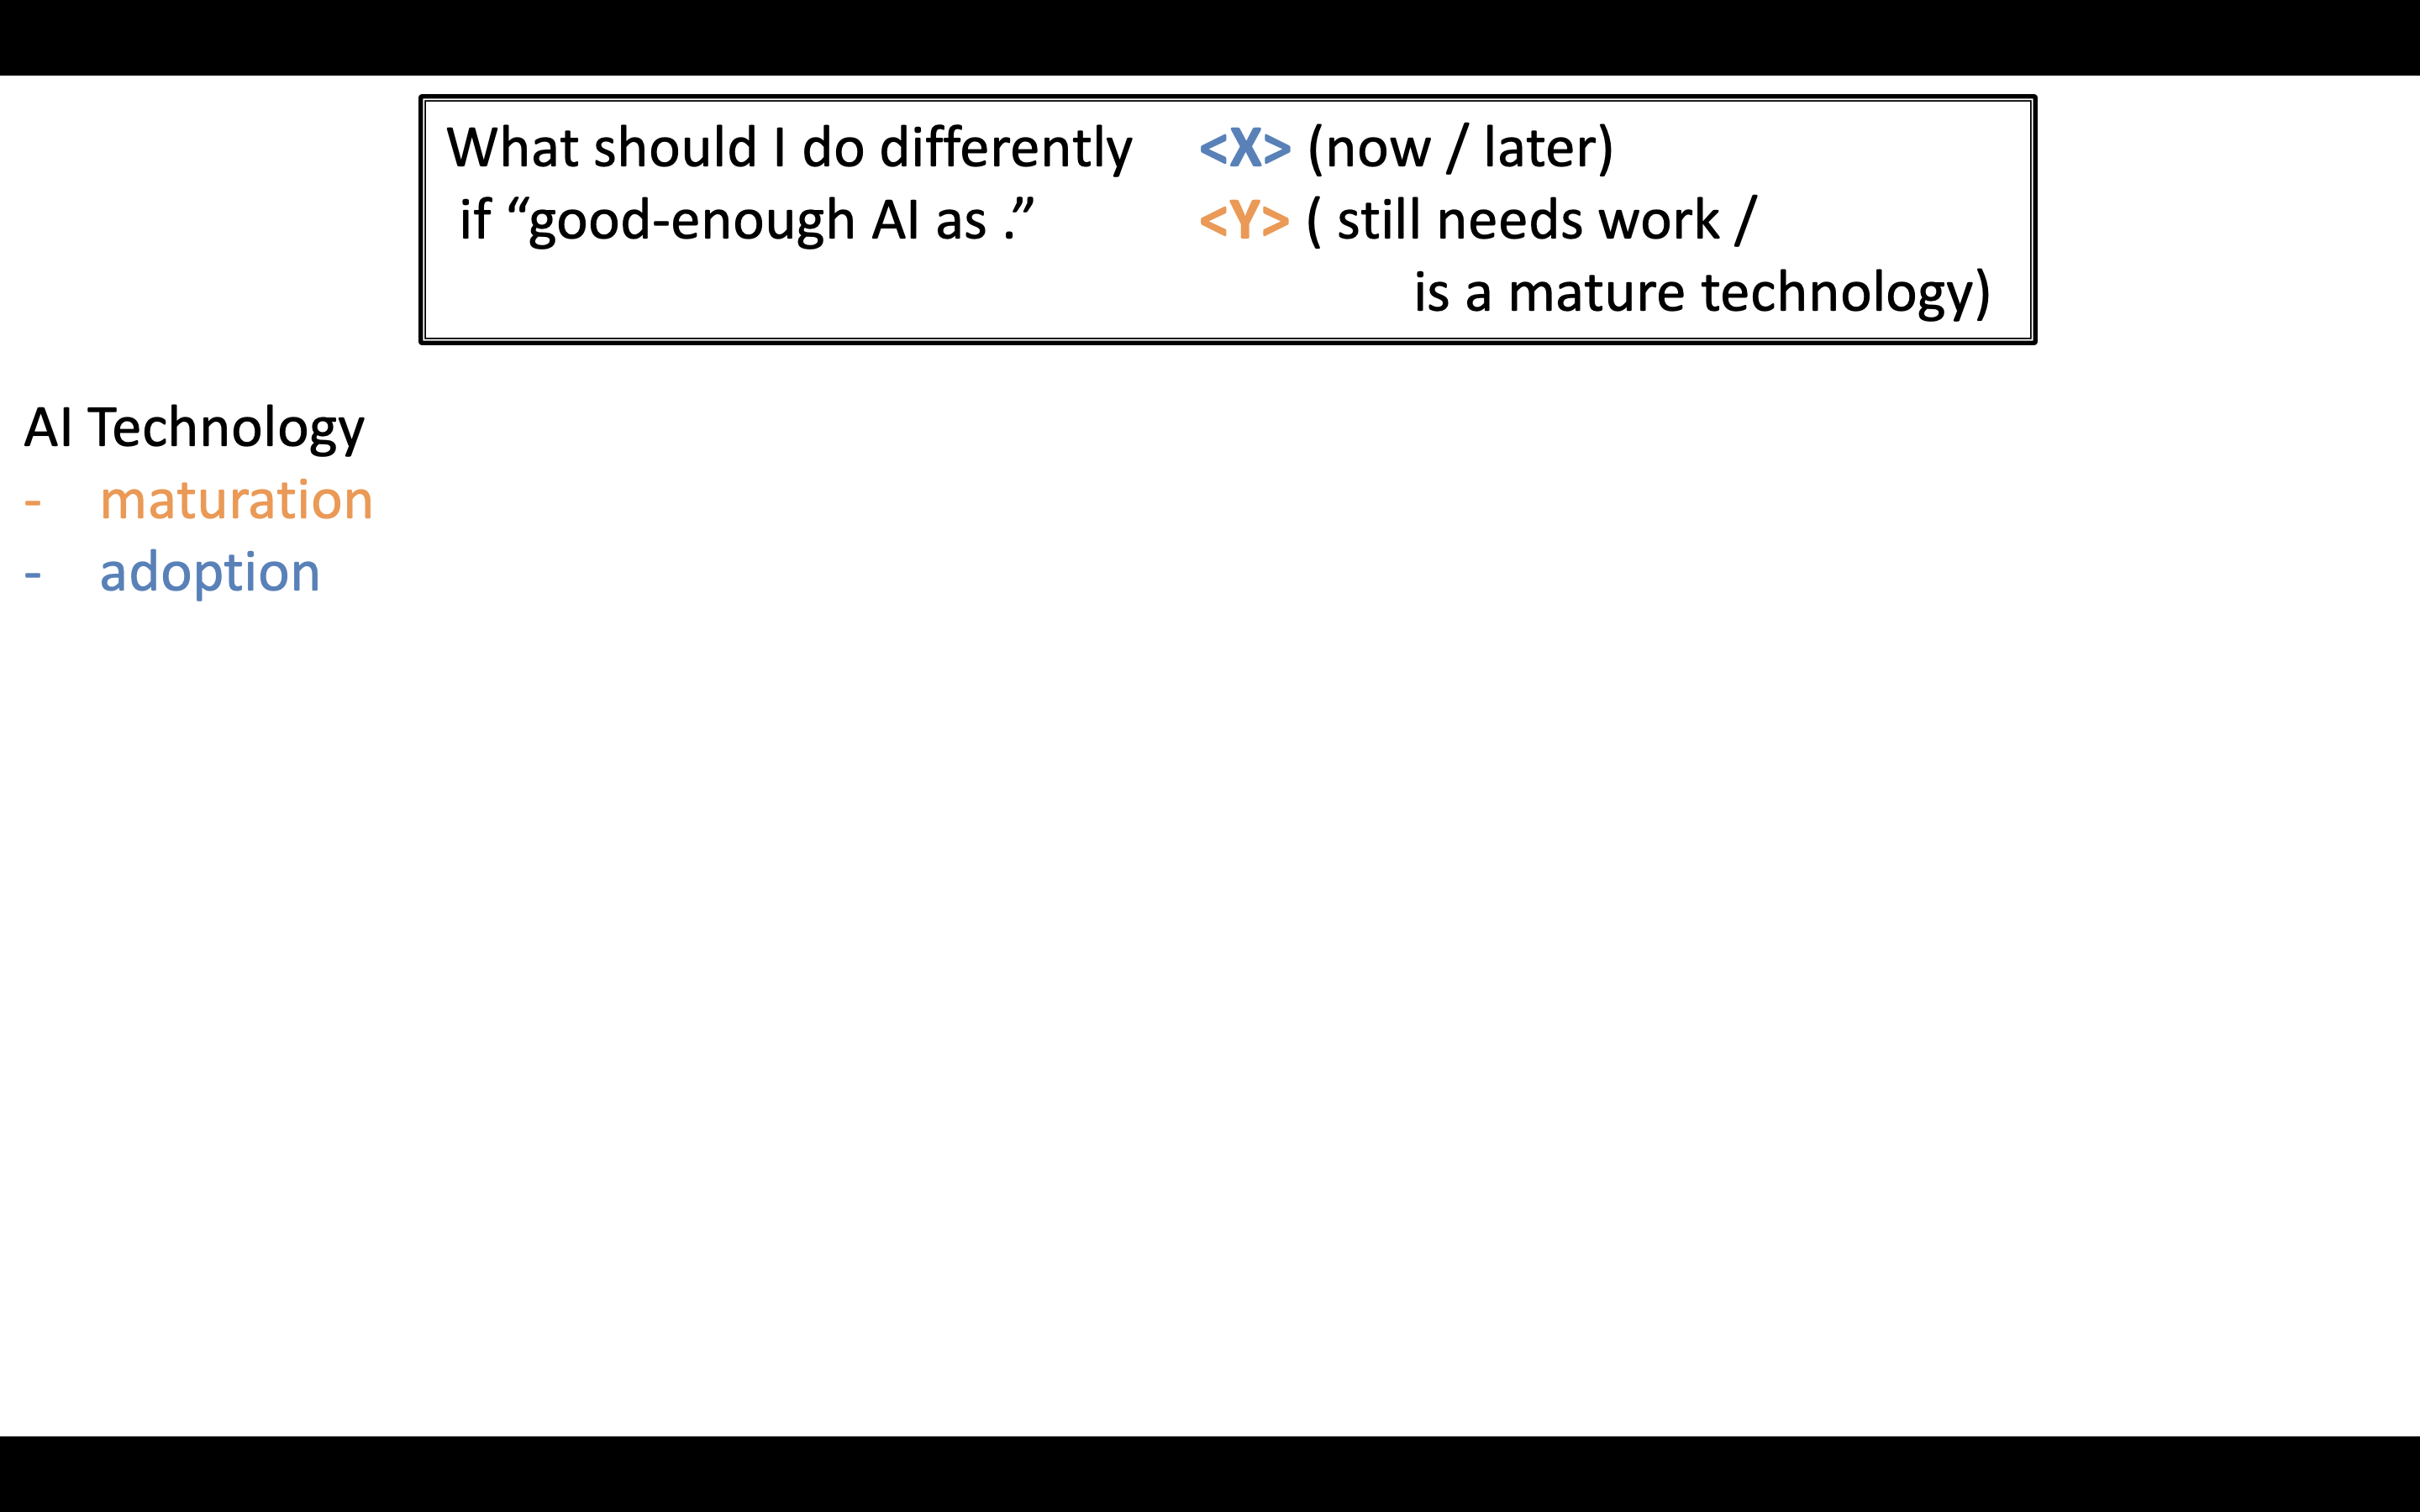 What should I do differently <X> (now / later)
if “good-enough AI as .” <Y> ( still needs work /
is a mature technology)
AI Technology
- maturation
- adoption